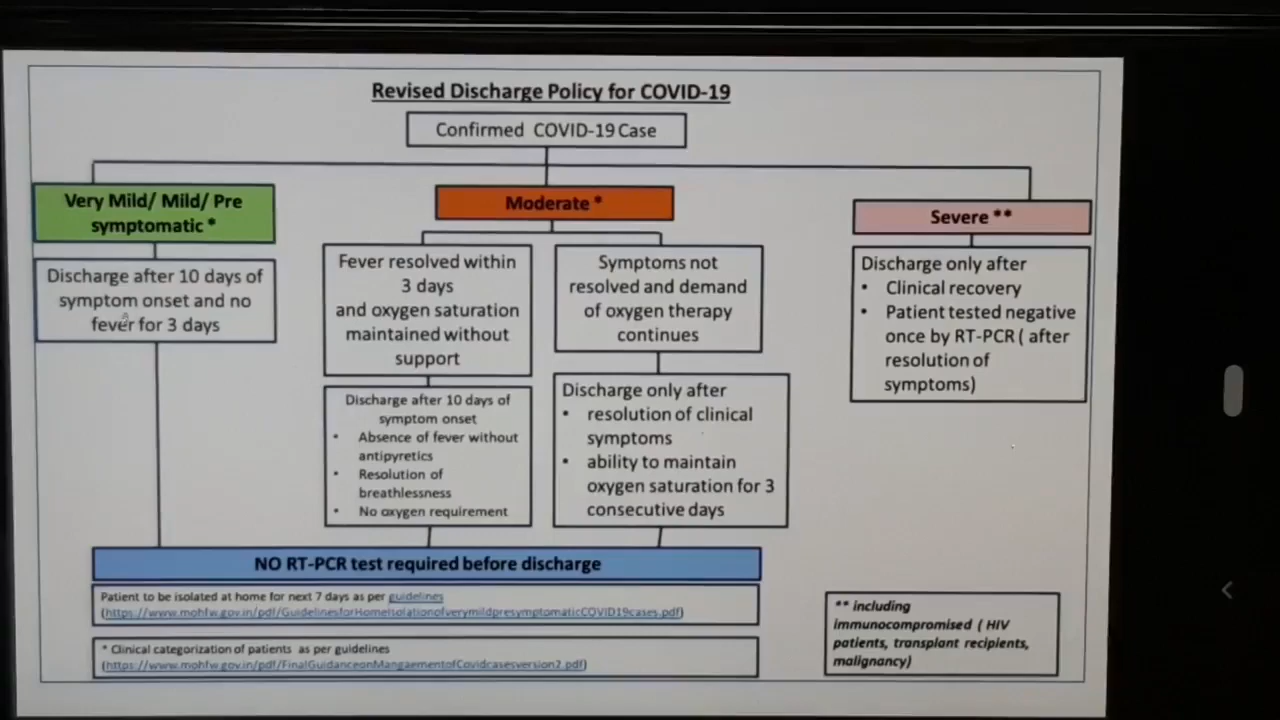 Revised Discharge Policy for COVID-19
Confirmed COVID-19 Case
Very Mild/ Mild/ Pre
symptomatic *
Discharge after 10 days of
symptom onset and no
fever for 3 days
Moderate *
Fever resolved within
3 days
and oxygen saturation
maintained without
support
Discharge after 10 days of
symptom onset
• Absence of fever without
antipyretics
• Resolution of
breathlessness
• No oxygen requirement
Symptoms not
resolved and demand
of oxygen therapy
continues
Discharge only after
• resolution of clinical
symptoms
• ability to maintain
oxygen saturation for 3
consecutive days
Severe **
Discharge only after
• Clinical recovery
• Patient tested negative
once by RT-PCR ( after
resolution of
symptoms)
NO RT-PCR test required before discharge
Patient to be isolated at home for next 7 days as per guidelines
(https://www.mohfw.gov.in/pdf/GuidelinesforHomeIsolationofverymildpresymptomaticCOVID19cases.pdf)
* Clinical categorization of patients as per guidelines
(https://www.mohfw.gov.in/pdf/FinalGuidanceonMangaementofCovidcasesversion2.pdf)
** including
immunocompromised ( HIV
patients, transplant recipients,
malignancy)